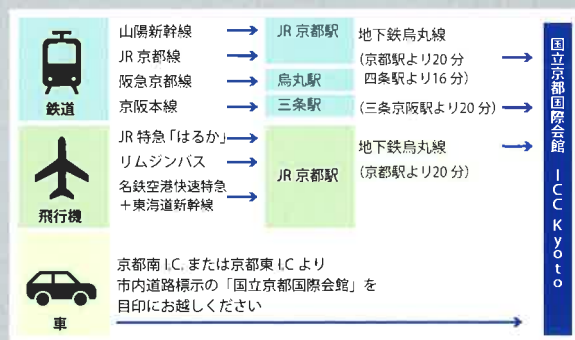 鉄道
山陽新幹線
JR 京都線
阪急京都線
京阪本線
JR 京都駅
烏丸駅
三条駅
地下鉄烏丸線
(京都駅より20 分
四条駅より16 分)
(三条京阪駅より20 分)
飛行機
JR 特急「はるか」
リムジンバス
名鉄空港快速特急
＋東海道新幹線
JR 京都駅
地下鉄烏丸線
(京都駅より20 分)
車
京都南 I.C. または京都東 I.C より
市内道路標示の「国立京都国際会館」を
目印にお越しください
国立京都国際会館 ICC Kyoto